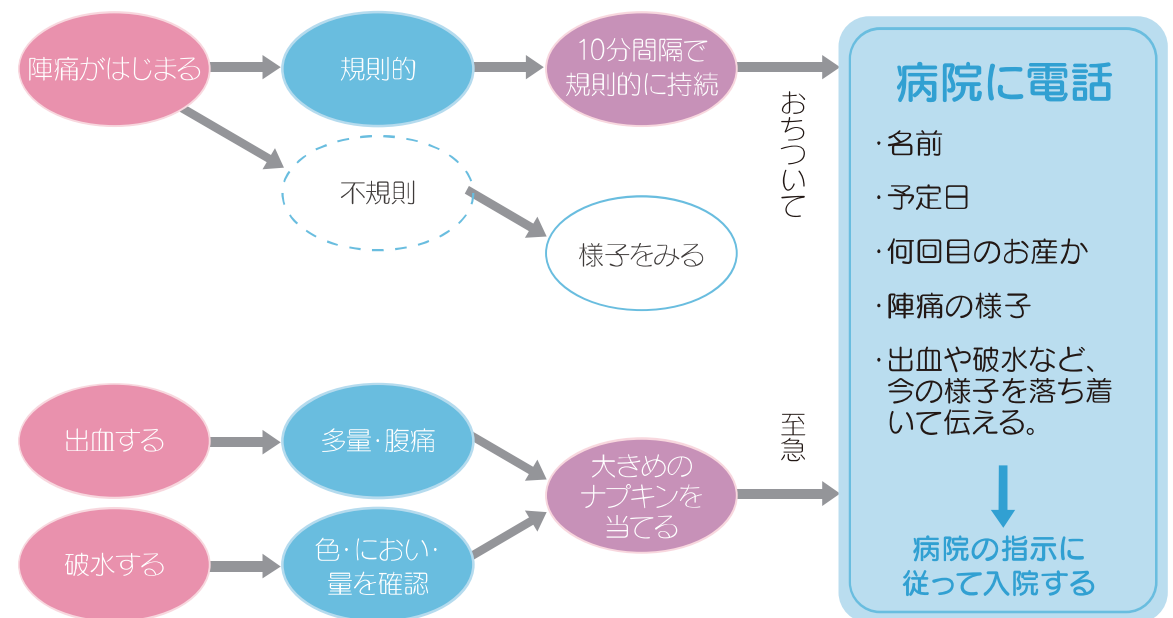 陣痛がはじまる
規則的
10分間隔で
規則的に持続
不規則
様子をみる
おちついて
出血する
多量・腹痛
破水する
色・におい・
量を確認
大きめの
ナプキンを
当てる
至急
病院に電話
・名前
・予定日
・何回目のお産か
・陣痛の様子
・出血や破水など、
今の様子を落ち着
いて伝える。
病院の指示に
従って入院する